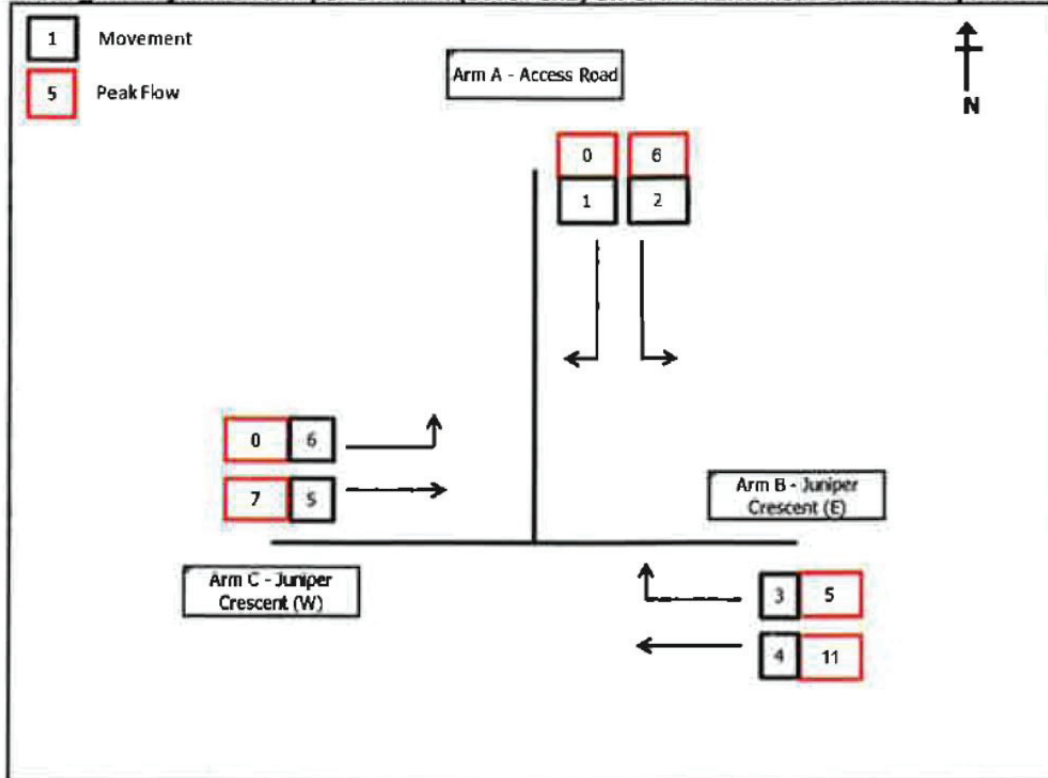 1 Movement
5 Peak Flow
Arm A - Access Road
N
0 6
1 2
0 6
7 5
Arm B - Juniper
Crescent (E)
Arm C - Juniper
Crescent (W)
3 5
4 11